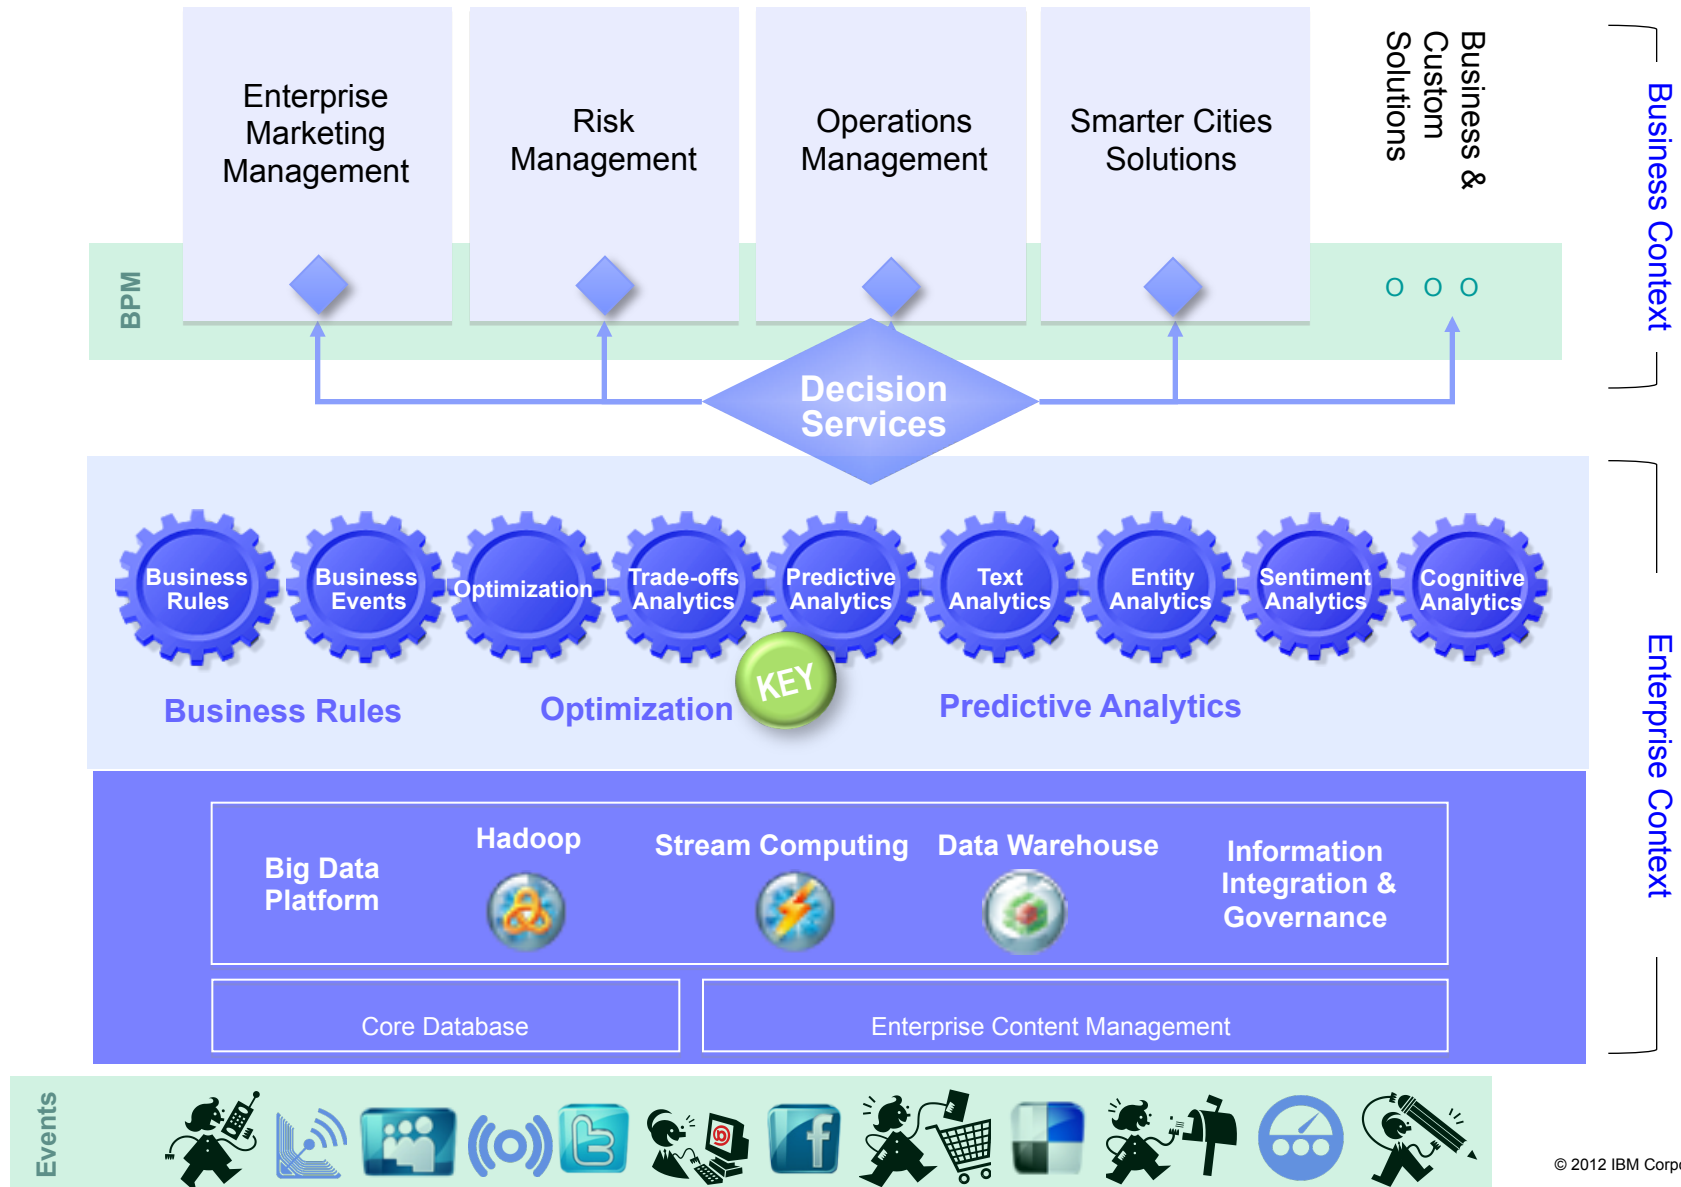 Enterprise
Marketing
Management
Risk
Management
Operations
Management
Smarter Cities
Solutions
Business &
Custom
Solutions
Business Context
BPM
O O O
Decision
Services
Business
Rules
Business
Events
Optimization
Trade-offs
Analytics
Predictive
Analytics
Text
Analytics
Entity
Analytics
Sentiment
Analytics
Cognitive
Analytics
KEY
Business Rules
Optimization
Predictive Analytics
Enterprise Context
Big Data
Platform
Hadoop
Stream Computing
Data Warehouse
Information
Integration &
Governance
Core Database
Enterprise Content Management
Events
© 2012 IBM Corpo